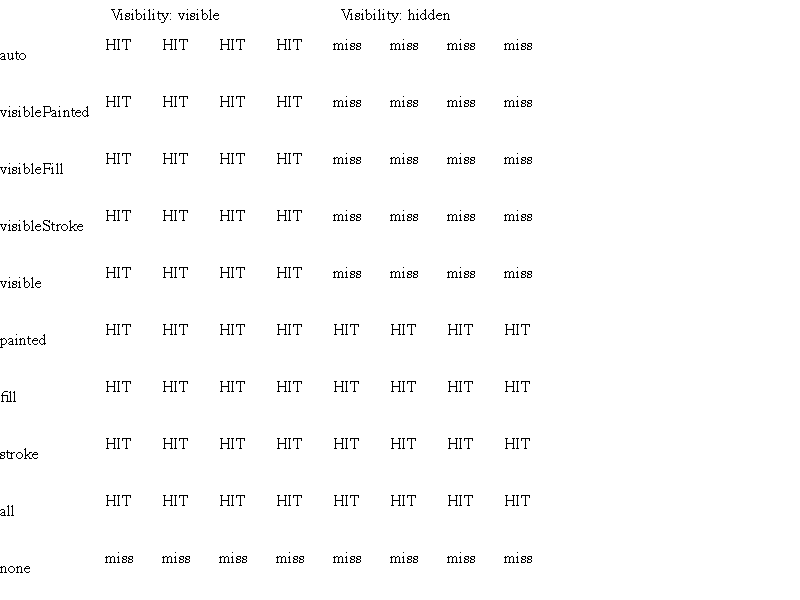 Visibility: visible Visibility: hidden
auto HIT HIT HIT HIT miss miss miss miss
visiblePainted HIT HIT HIT HIT miss miss miss miss
visibleFill HIT HIT HIT HIT miss miss miss miss
visibleStroke HIT HIT HIT HIT miss miss miss miss
visible HIT HIT HIT HIT miss miss miss miss
painted HIT HIT HIT HIT HIT HIT HIT HIT
fill HIT HIT HIT HIT HIT HIT HIT HIT
stroke HIT HIT HIT HIT HIT HIT HIT HIT
all HIT HIT HIT HIT HIT HIT HIT HIT
none miss miss miss miss miss miss miss miss